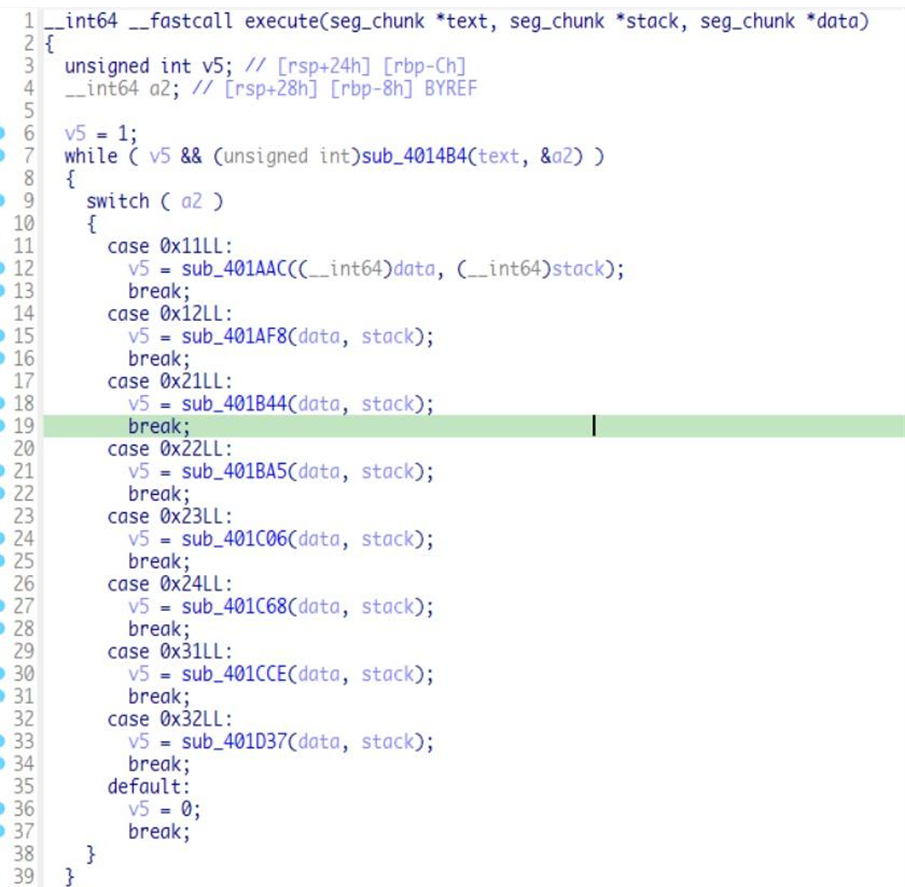 1 __int64 __fastcall execute(seg_chunk *text, seg_chunk *stack, seg_chunk *data)
2 {
3 unsigned int v5; // [rsp+24h] [rbp-Ch]
4 __int64 a2; // [rsp+28h] [rbp-8h] BYREF
5
6 v5 = 1;
7 while ( v5 && (unsigned int)sub_4014B4(text, &a2) )
8 {
9 switch ( a2 )
10 {
11 case 0x11LL:
12 v5 = sub_401AAC((__int64)data, (__int64)stack);
13 break;
14 case 0x12LL:
15 v5 = sub_401AF8(data, stack);
16 break;
17 case 0x21LL:
18 v5 = sub_401B44(data, stack);
19 break;
20 case 0x22LL:
21 v5 = sub_401BA5(data, stack);
22 break;
23 case 0x23LL:
24 v5 = sub_401C06(data, stack);
25 break;
26 case 0x24LL:
27 v5 = sub_401C68(data, stack);
28 break;
29 case 0x31LL:
30 v5 = sub_401CCE(data, stack);
31 break;
32 case 0x32LL:
33 v5 = sub_401D37(data, stack);
34 break;
35 default:
36 v5 = 0;
37 break;
38 }
39 }